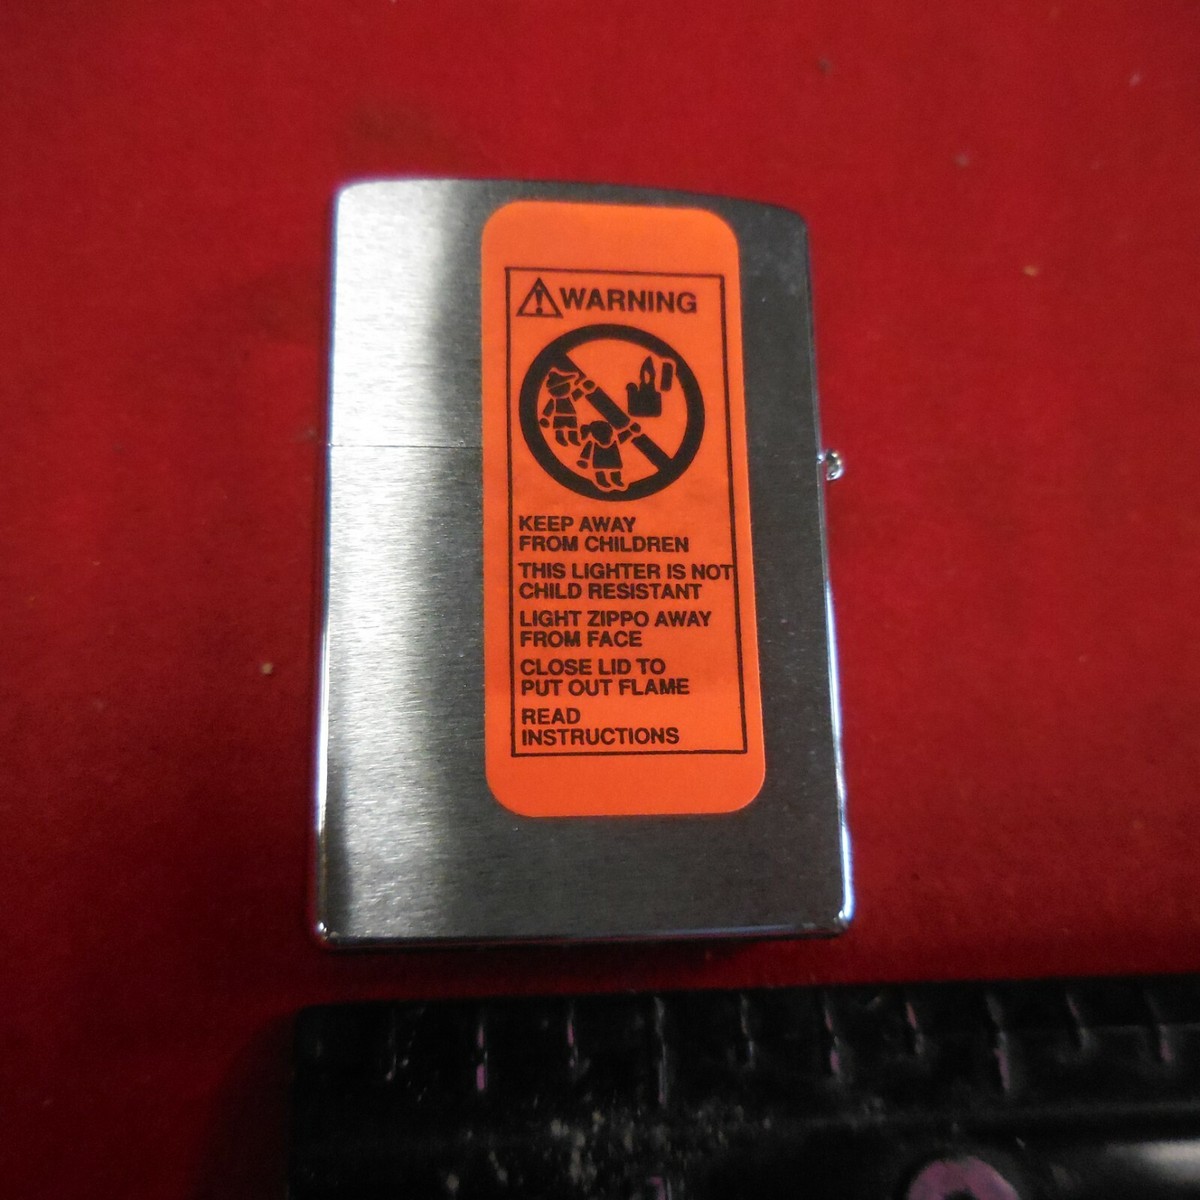 WARNING
KEEP AWAY
FROM CHILDREN
THIS LIGHTER IS NOT
CHILD RESISTANT
LIGHT ZIPPO AWAY
FROM FACE
CLOSE LID TO
PUT OUT FLAME
READ
INSTRUCTIONS